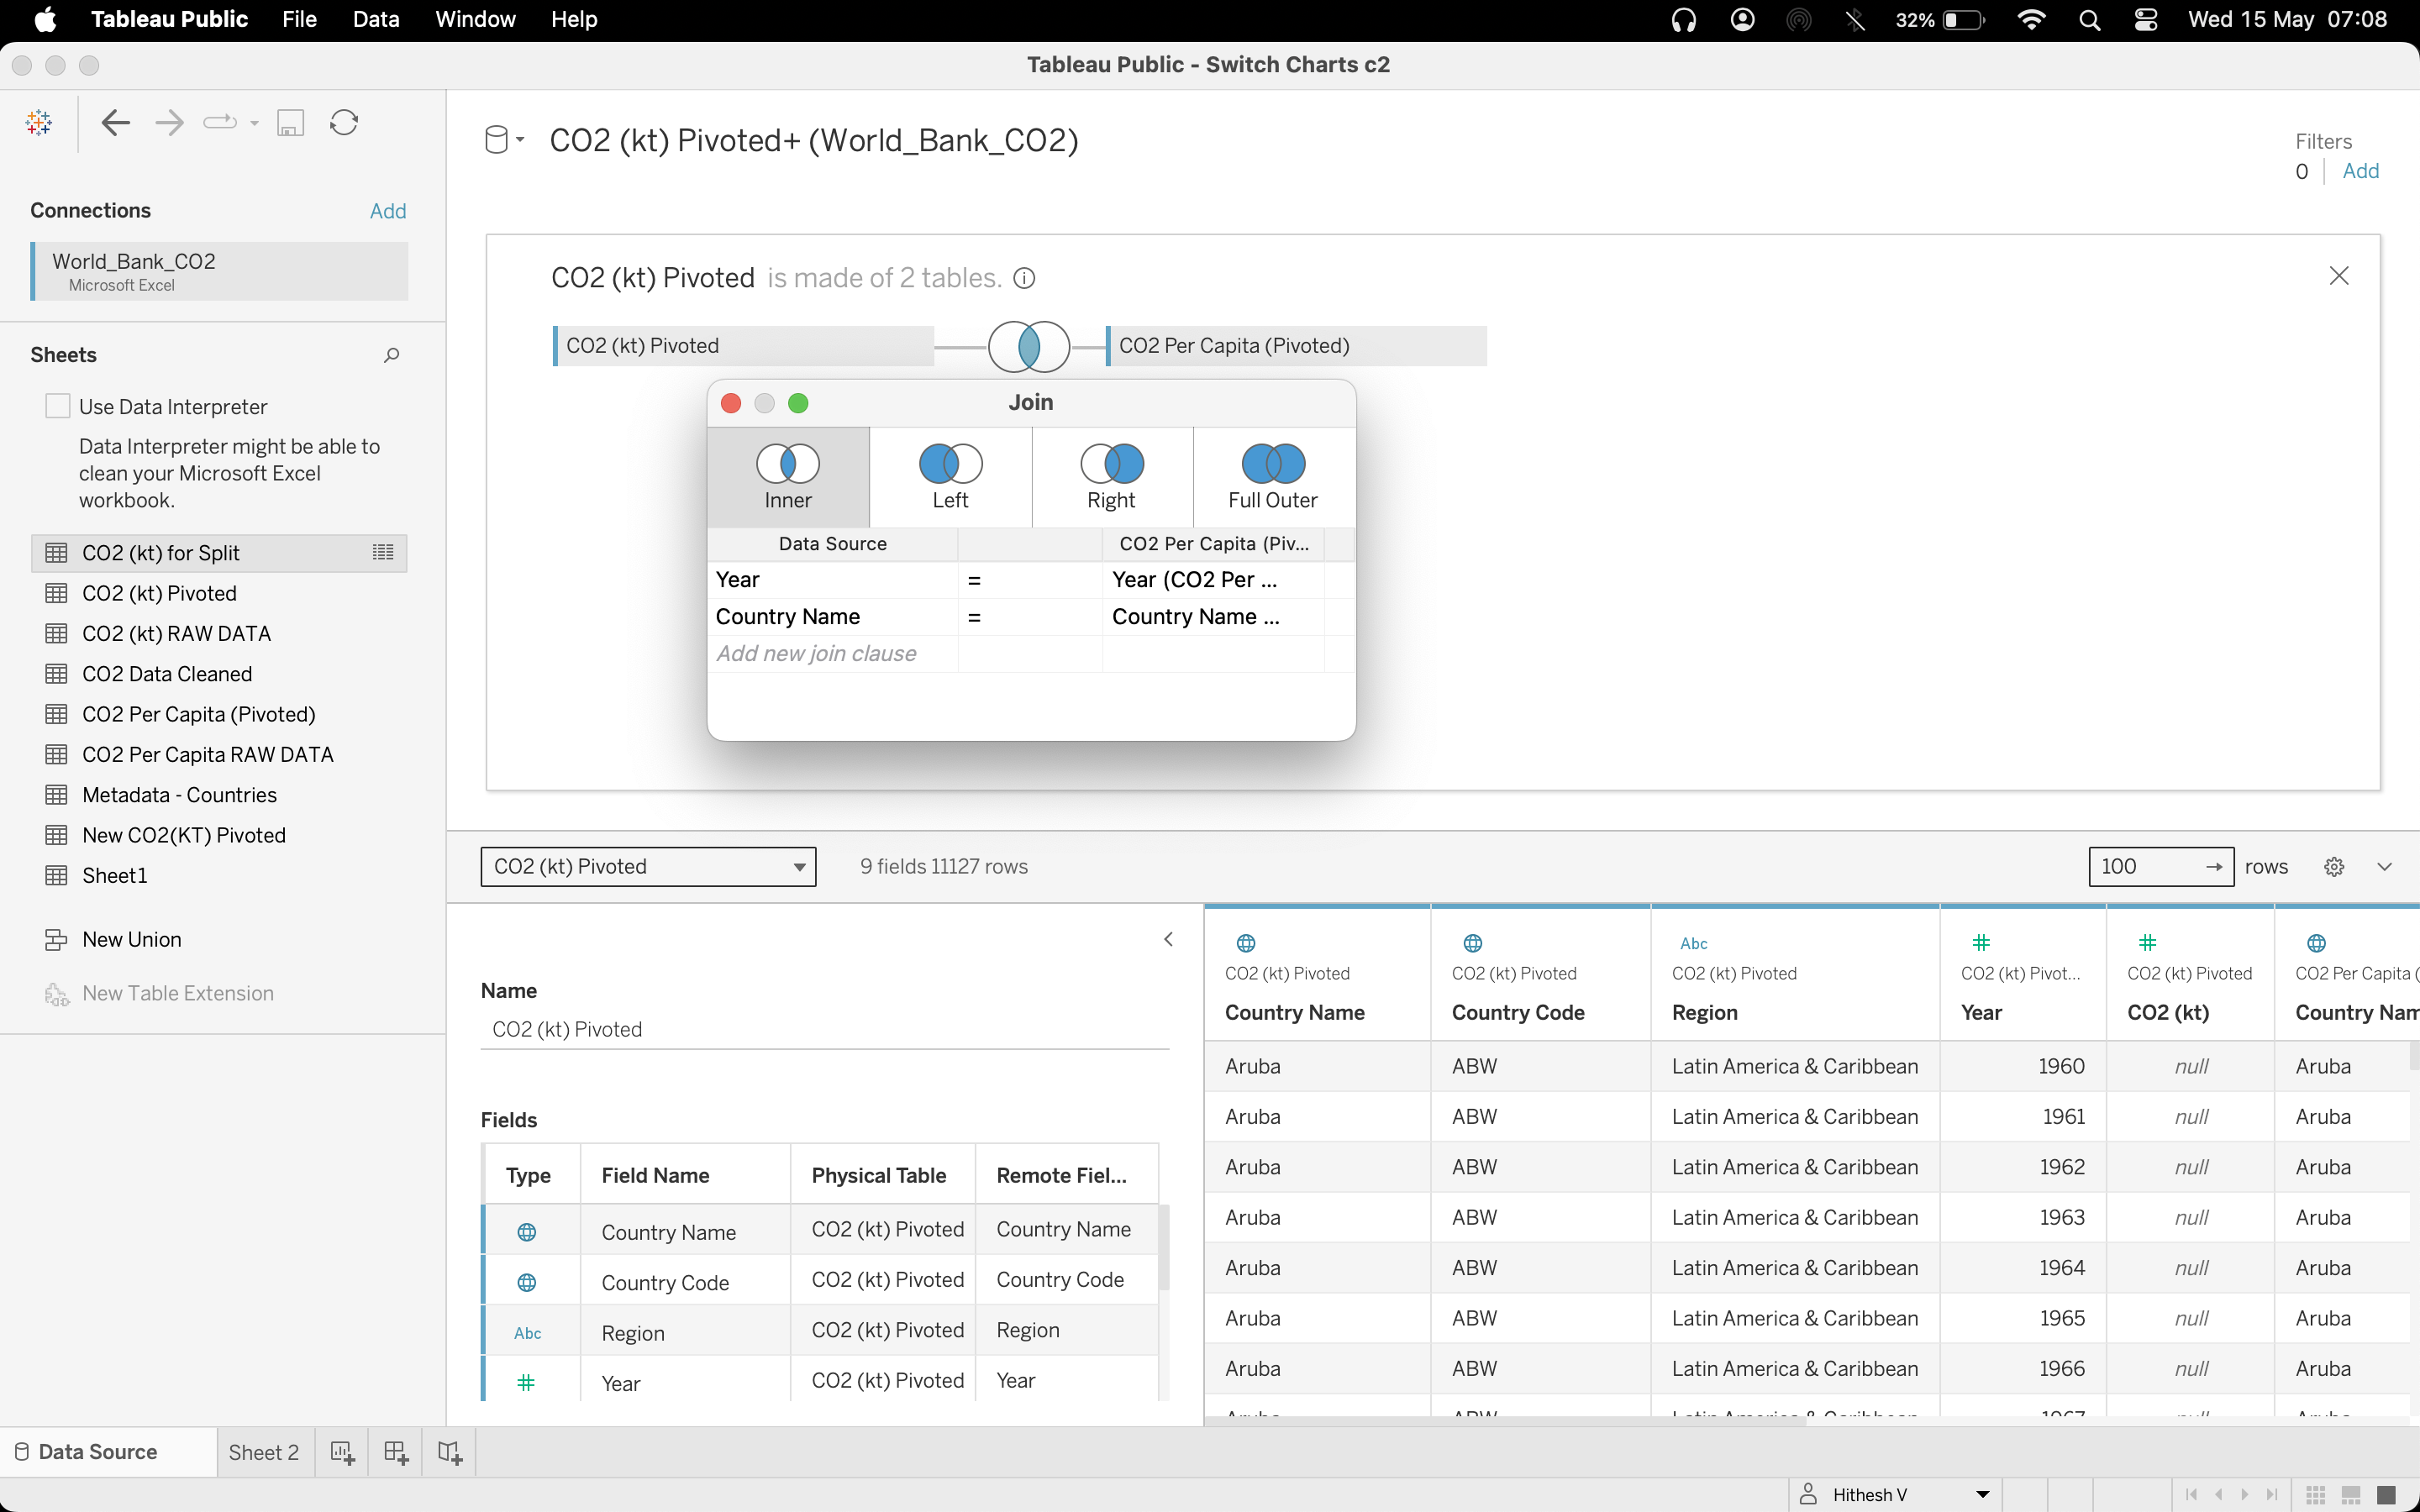 Tableau Public File Data Window Help 32% Wed 15 May 07:08
Tableau Public - Switch Charts c2
Connections Add
World_Bank_CO2
Microsoft Excel
Sheets
Use Data Interpreter
Data Interpreter might be able to
clean your Microsoft Excel
workbook.
CO2 (kt) for Split
CO2 (kt) Pivoted
CO2 (kt) RAW DATA
CO2 Data Cleaned
CO2 Per Capita (Pivoted)
CO2 Per Capita RAW DATA
Metadata - Countries
New CO2(KT) Pivoted
Sheet1
New Union
New Table Extension
CO2 (kt) Pivoted+ (World_Bank_CO2)
Filters
0 Add
CO2 (kt) Pivoted is made of 2 tables.
CO2 (kt) Pivoted CO2 Per Capita (Pivoted)
Join
Inner Left Right Full Outer
Data Source CO2 Per Capita (Piv...
Year = Year (CO2 Per ...
Country Name = Country Name ...
Add new join clause
CO2 (kt) Pivoted 9 fields 11127 rows 100 rows
Name
CO2 (kt) Pivoted
Fields
Type Field Name Physical Table Remote Fiel...
Country Name CO2 (kt) Pivoted Country Name
Country Code CO2 (kt) Pivoted Country Code
Abc Region CO2 (kt) Pivoted Region
Year CO2 (kt) Pivoted Year
Abc
CO2 (kt) Pivoted CO2 (kt) Pivoted CO2 (kt) Pivoted CO2 (kt) Pivot... CO2 (kt) Pivoted CO2 Per Capita (
Country Name Country Code Region Year CO2 (kt) Country Nam
Aruba ABW Latin America & Caribbean 1960 null Aruba
Aruba ABW Latin America & Caribbean 1961 null Aruba
Aruba ABW Latin America & Caribbean 1962 null Aruba
Aruba ABW Latin America & Caribbean 1963 null Aruba
Aruba ABW Latin America & Caribbean 1964 null Aruba
Aruba ABW Latin America & Caribbean 1965 null Aruba
Aruba ABW Latin America & Caribbean 1966 null Aruba
Data Source Sheet 2
Hithesh V